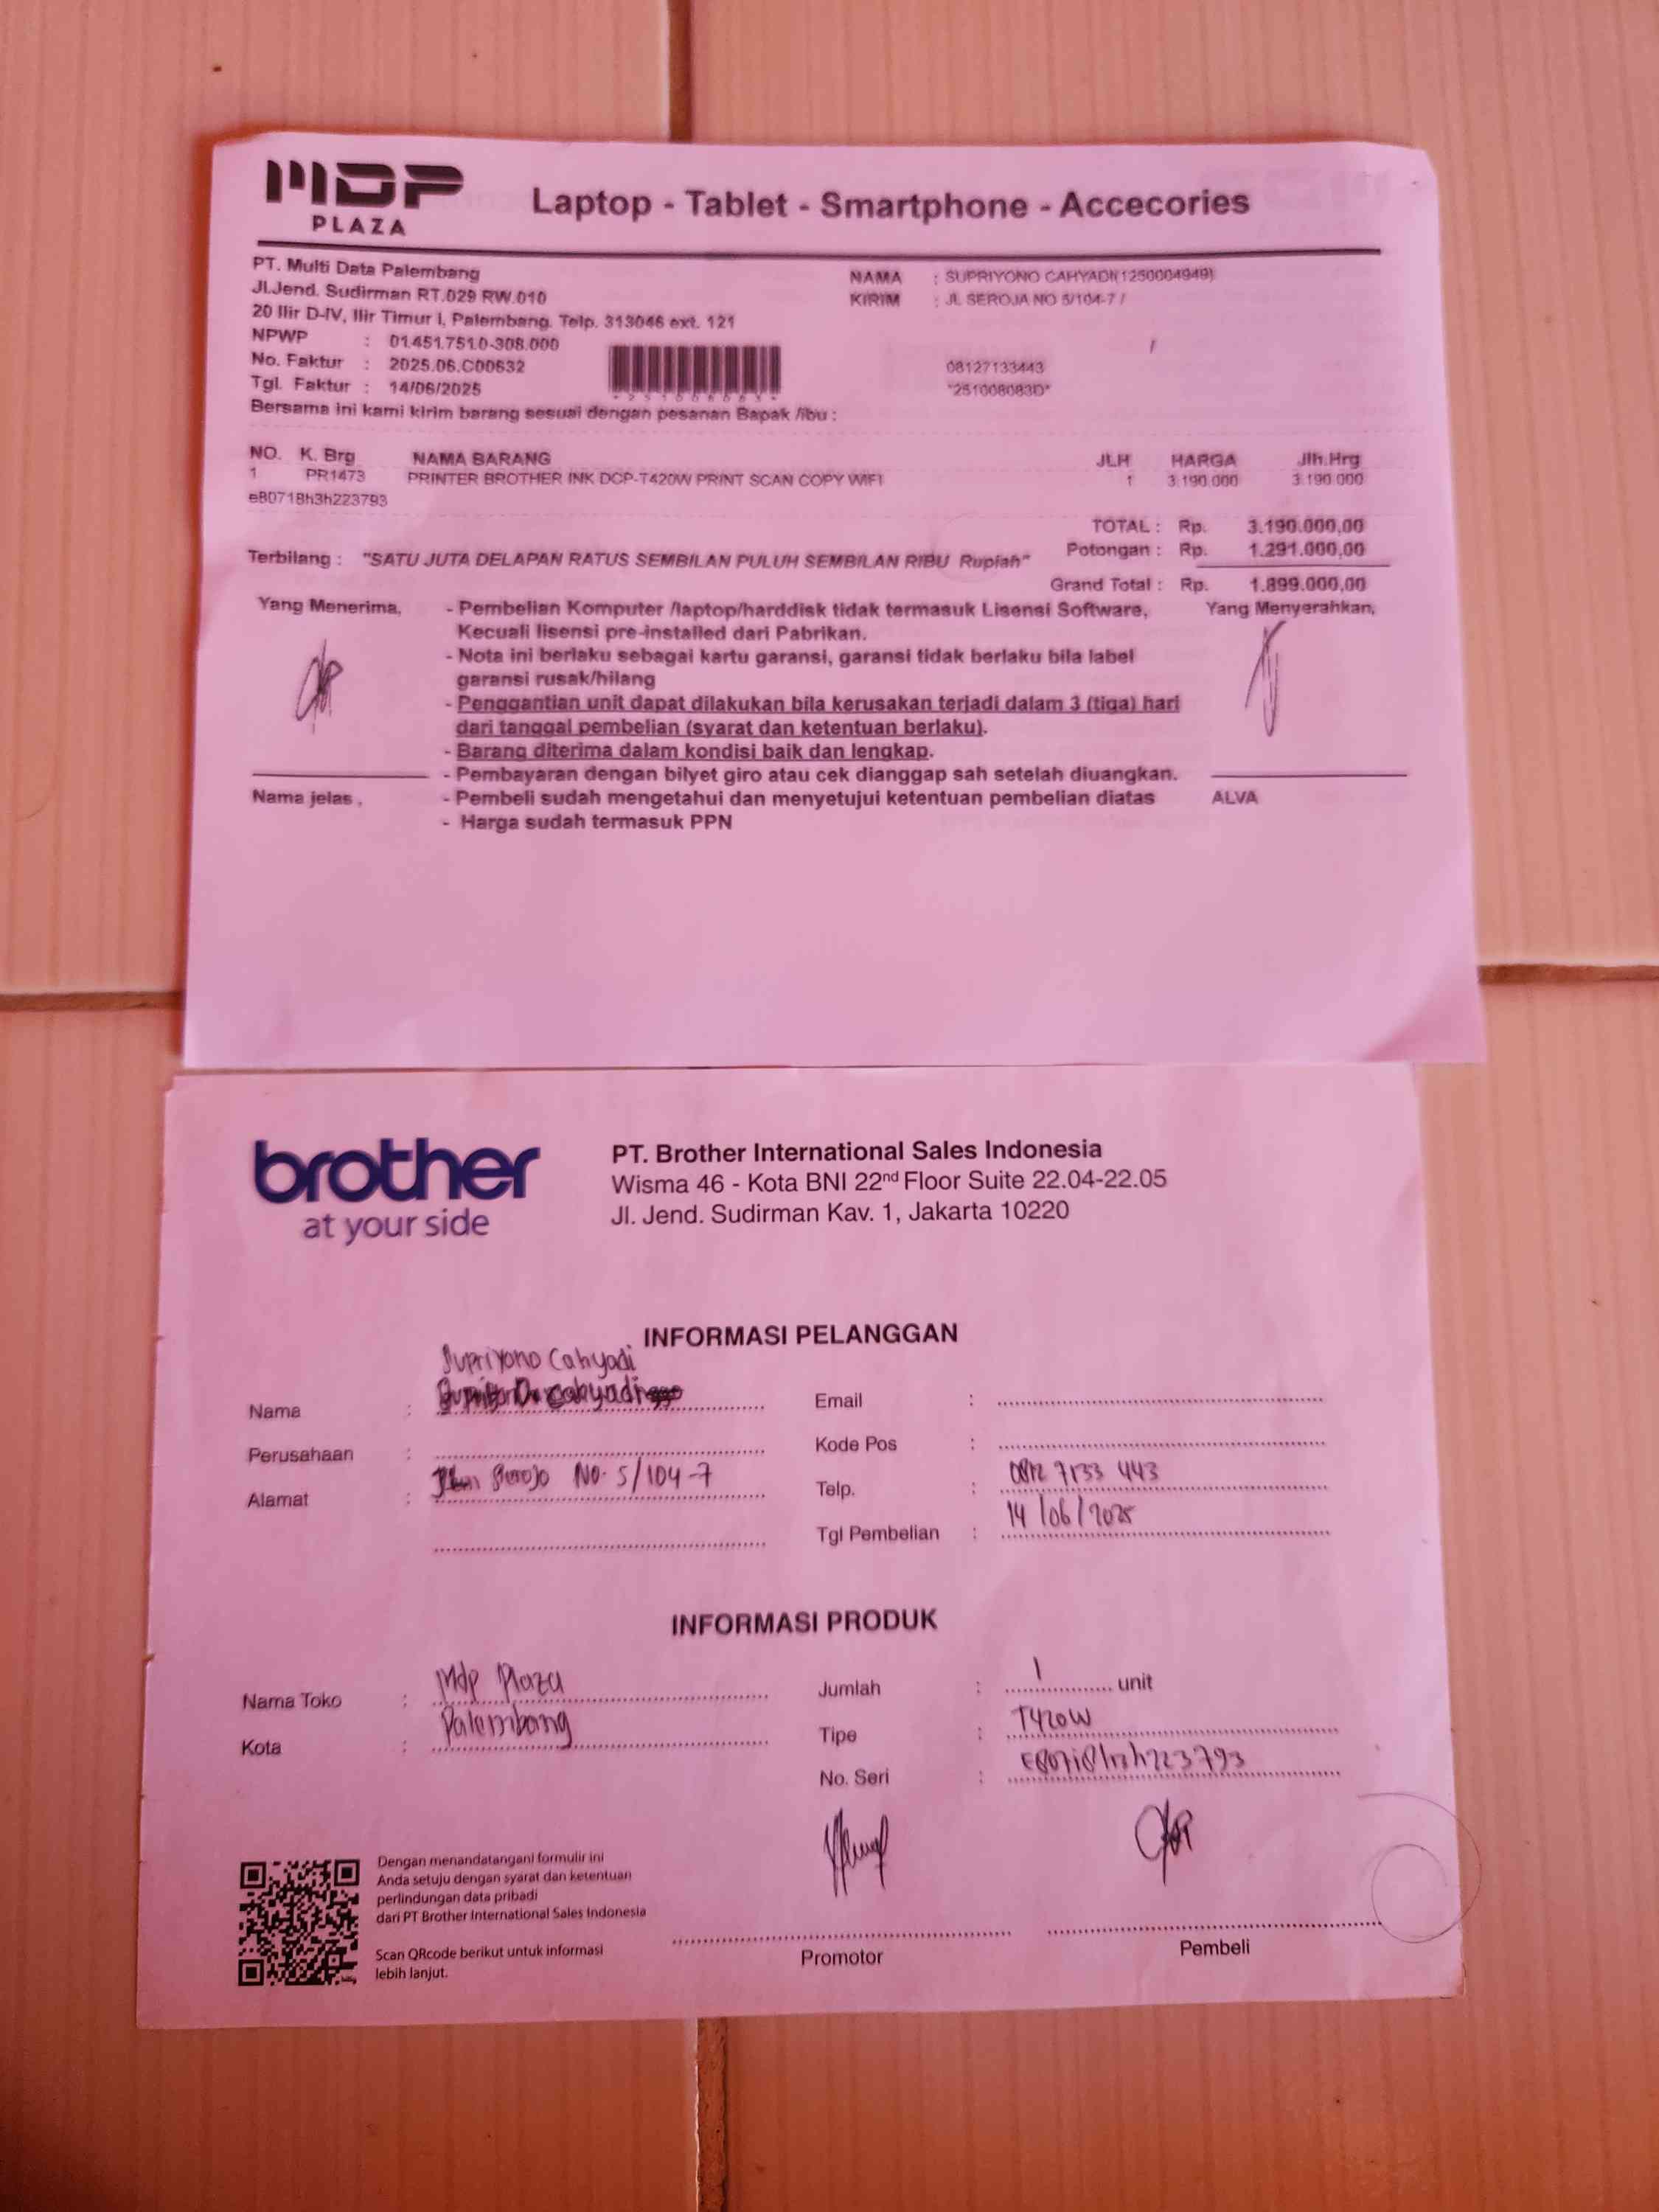 MDP
PLAZA
Laptop - Tablet - Smartphone - Accecories
PT. Multi Data Palembang
Jl.Jend. Sudirman RT.029 RW.010
20 Ilir D-IV, Ilir Timur I, Palembang. Telp. 313046 ext. 121
NPWP : 01.451.751.0-308.000
No. Faktur : 2025.06.C00632
Tgl. Faktur : 14/06/2025
NAMA : SUPRIYONO CAHYADI(1250004949)
KIRIM : JL SEROJA NO 5/104-7 /
/
08127133443
*251008083D*
Bersama ini kami kirim barang sesuai dengan pesanan Bapak /ibu :
NO. K. Brg NAMA BARANG JLH HARGA Jlh.Hrg
1 PR1473 PRINTER BROTHER INK DCP-T420W PRINT SCAN COPY WIFI 1 3.190.000 3.190.000
e80718h3h223793
TOTAL : Rp. 3.190.000,00
Potongan : Rp. 1.291.000,00
Terbilang : "SATU JUTA DELAPAN RATUS SEMBILAN PULUH SEMBILAN RIBU Rupiah"
Grand Total : Rp. 1.899.000,00
Yang Menerima,
- Pembelian Komputer /laptop/harddisk tidak termasuk Lisensi Software,
Kecuali lisensi pre-installed dari Pabrikan.
- Nota ini berlaku sebagai kartu garansi, garansi tidak berlaku bila label
garansi rusak/hilang
- Penggantian unit dapat dilakukan bila kerusakan terjadi dalam 3 (tiga) hari
dari tanggal pembelian (syarat dan ketentuan berlaku).
- Barang diterima dalam kondisi baik dan lengkap.
- Pembayaran dengan bilyet giro atau cek dianggap sah setelah diuangkan.
- Pembeli sudah mengetahui dan menyetujui ketentuan pembelian diatas
- Harga sudah termasuk PPN
Yang Menyerahkan,
Nama jelas ,
ALVA
brother
at your side
PT. Brother International Sales Indonesia
Wisma 46 - Kota BNI 22nd Floor Suite 22.04-22.05
Jl. Jend. Sudirman Kav. 1, Jakarta 10220
INFORMASI PELANGGAN
Supriyono Cahyadi
Nama :
Perusahaan :
Alamat : Seroja No. 5/104-7
Email :
Kode Pos :
Telp. : 0812 7133 443
Tgl Pembelian : 14/06/2025
INFORMASI PRODUK
Nama Toko : Mdp Plaza
Kota : Palembang
Jumlah : 1 unit
Tipe : T420W
No. Seri : E80718h3h223793
Dengan menandatangani formulir ini
Anda setuju dengan syarat dan ketentuan
perlindungan data pribadi
dari PT Brother International Sales Indonesia
Scan QRcode berikut untuk informasi
lebih lanjut.
Promotor
Pembeli